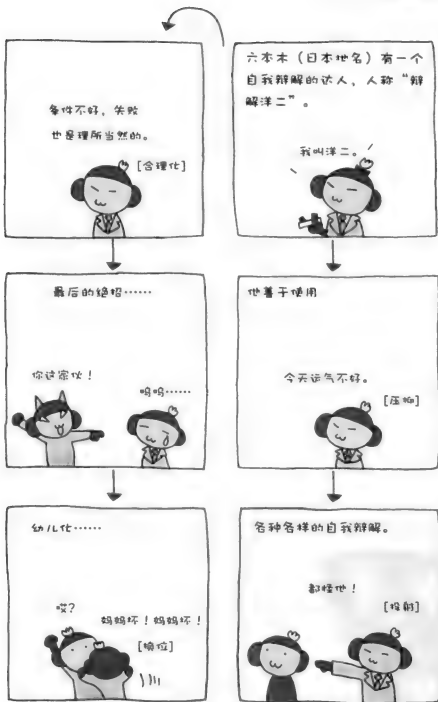 六本木（日本地名）有一个
自我辩解的达人，人称“辩
解洋二”。
我叫洋二。
他善于使用
今天运气不好。
[压抑]
各种各样的自我辩解。
都怪他！
[投射]
条件不好，失败
也是理所当然的。
[合理化]
最后的绝招……
你这家伙！
呜呜……
幼儿化……
哎？
妈妈坏！妈妈坏！
[换位]